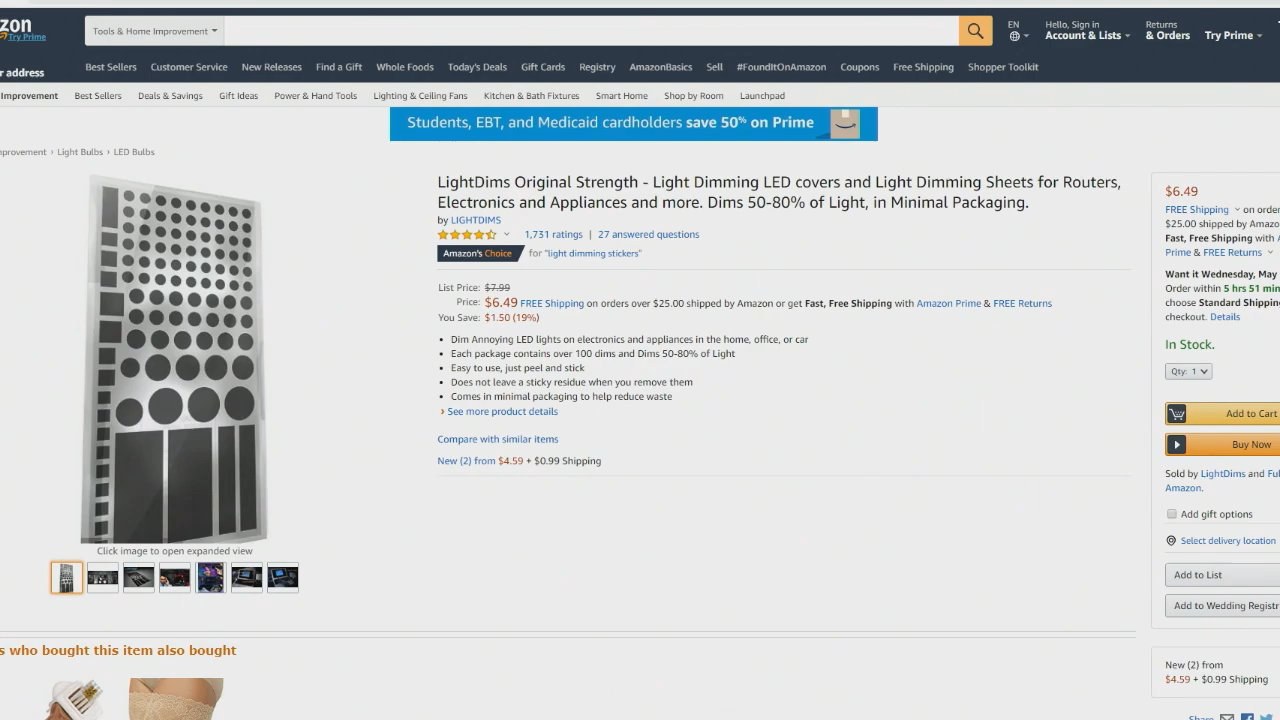 zon
Try Prime
Tools & Home Improvement
EN
Hello, Sign in
Account & Lists
Returns
& Orders
Try Prime
r address
Best Sellers Customer Service New Releases Find a Gift Whole Foods Today's Deals Gift Cards Registry AmazonBasics Sell #FoundItOnAmazon Coupons Free Shipping Shopper Toolkit
Improvement Best Sellers Deals & Savings Gift Ideas Power & Hand Tools Lighting & Ceiling Fans Kitchen & Bath Fixtures Smart Home Shop by Room Launchpad
Students, EBT, and Medicaid cardholders save 50% on Prime
nprovement › Light Bulbs › LED Bulbs
LightDims Original Strength - Light Dimming LED covers and Light Dimming Sheets for Routers,
Electronics and Appliances and more. Dims 50-80% of Light, in Minimal Packaging.
by LIGHTDIMS
1,731 ratings | 27 answered questions
Amazon's Choice for "light dimming stickers"
List Price: $7.99
Price: $6.49 FREE Shipping on orders over $25.00 shipped by Amazon or get Fast, Free Shipping with Amazon Prime & FREE Returns
You Save: $1.50 (19%)
• Dim Annoying LED lights on electronics and appliances in the home, office, or car
• Each package contains over 100 dims and Dims 50-80% of Light
• Easy to use, just peel and stick
• Does not leave a sticky residue when you remove them
• Comes in minimal packaging to help reduce waste
› See more product details
Compare with similar items
New (2) from $4.59 + $0.99 Shipping
Click image to open expanded view
s who bought this item also bought
$6.49
FREE Shipping on order
$25.00 shipped by Amazo
Fast, Free Shipping with A
Prime & FREE Returns
Want it Wednesday, May
Order within 5 hrs 51 min
choose Standard Shippin
checkout. Details
In Stock.
Qty: 1
Add to Cart
Buy Now
Sold by LightDims and Ful
Amazon.
Add gift options
Select delivery location
Add to List
Add to Wedding Registr
New (2) from
$4.59 + $0.99 Shipping
Share